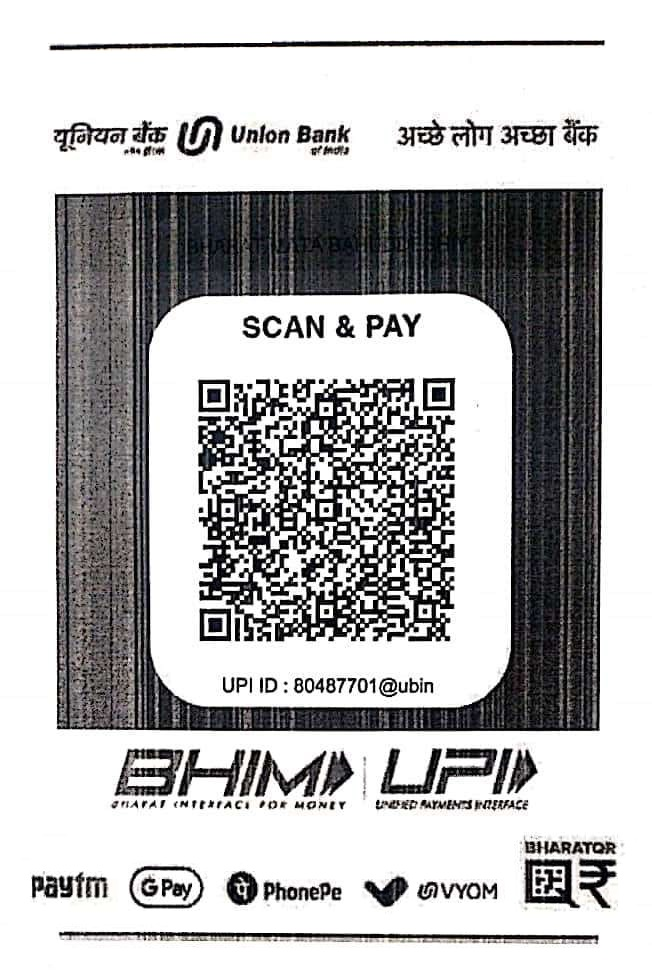 यूनियन बैंक Union Bank अच्छे लोग अच्छा बैंक
of India
SCAN & PAY
UPI ID : 80487701@ubin
BHIM UPI
BHARAT INTERFACE FOR MONEY UNIFIED PAYMENTS INTERFACE
BHARATQR
Paytm G Pay PhonePe VYOM